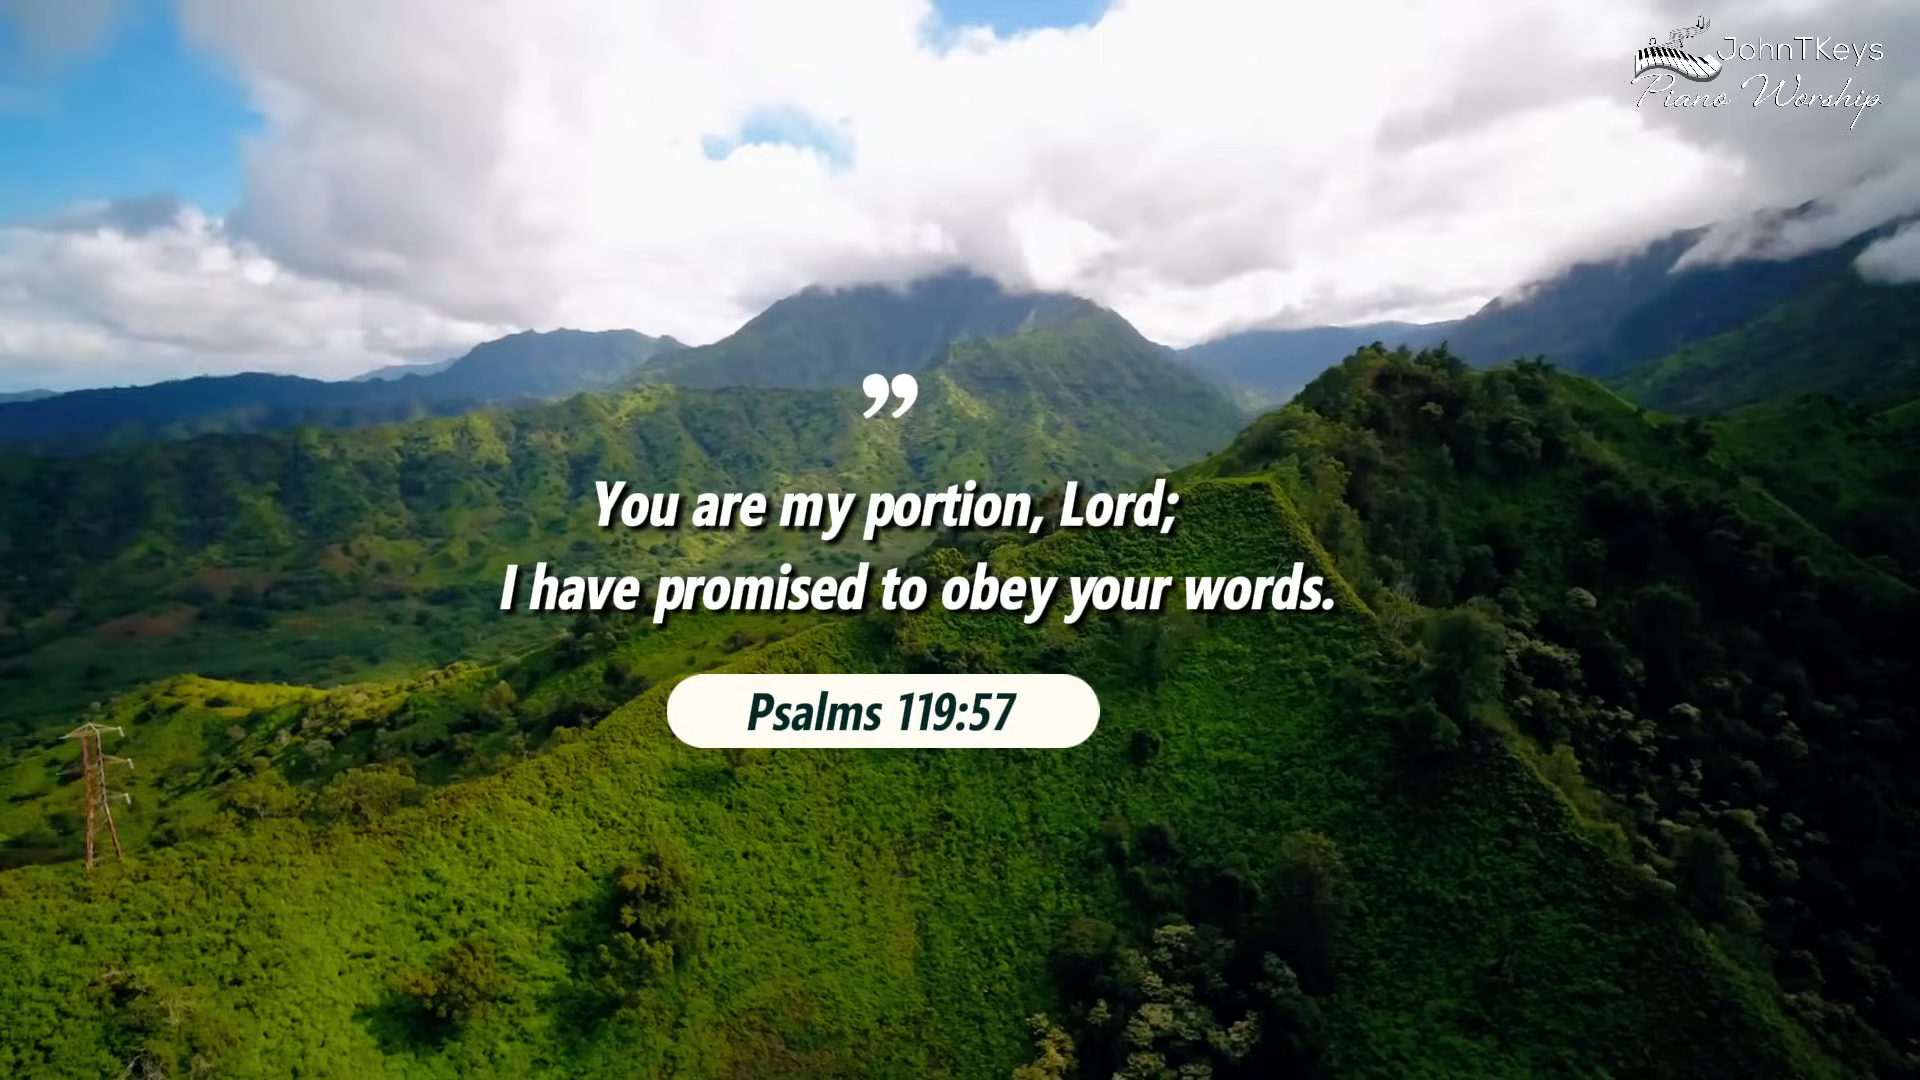 JohnTKeys
Piano Worship
”
You are my portion, Lord;
I have promised to obey your words.
Psalms 119:57